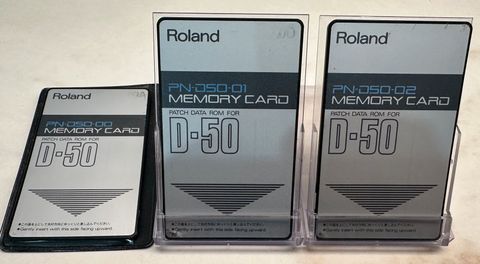 Roland
PN-D50-00
MEMORY CARD
PATCH DATA ROM FOR
D-50
Gently insert with this side facing upward.
Roland
PN-D50-01
MEMORY CARD
PATCH DATA ROM FOR
D-50
Gently insert with this side facing upward.
Roland
PN-D50-02
MEMORY CARD
PATCH DATA ROM FOR
D-50
Gently insert with this side facing upward.